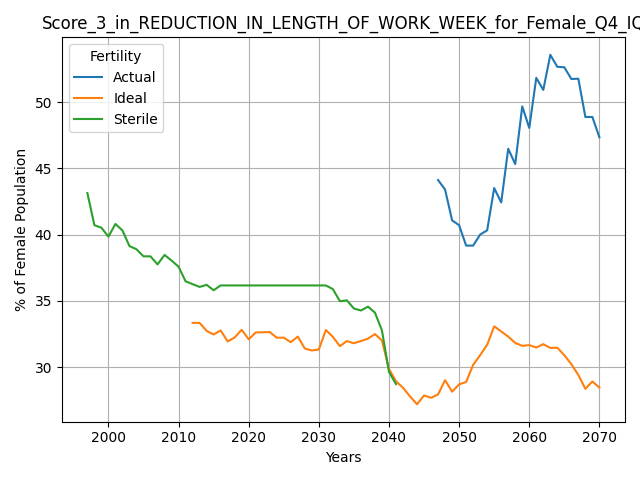 Score_3_in_REDUCTION_IN_LENGTH_OF_WORK_WEEK_for_Female_Q4_IQ
Fertility
Actual
Ideal
Sterile
50
45
40
35
30
% of Female Population
2000 2010 2020 2030 2040 2050 2060 2070
Years